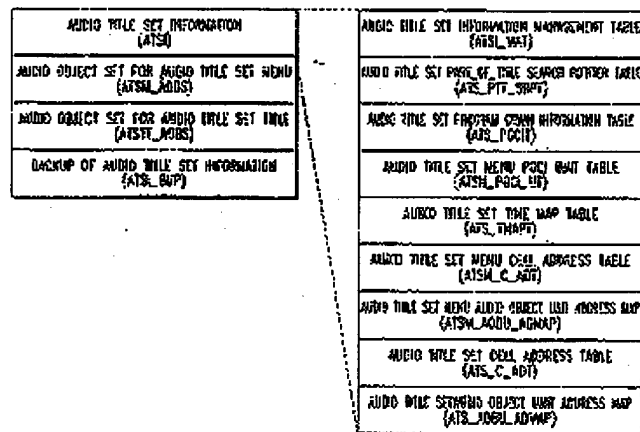 AUDIO TITLE SET INFORMATION
(ATSI)
AUDIO OBJECT SET FOR AUDIO TITLE SET MENU
(ATSM_AOBS)
AUDIO OBJECT SET FOR AUDIO TITLE SET TITLE
(ATSTT_AOBS)
BACKUP OF AUDIO TITLE SET INFORMATION
(ATSI_BUP)
AUDIO TITLE SET INFORMATION MANAGEMENT TABLE
(ATSI_MAT)
AUDIO TITLE SET PART_OF_TITLE SEARCH POINTER TABLE
(ATS_PTT_SRPT)
AUDIO TITLE SET PROGRAM CHAIN INFORMATION TABLE
(ATS_PGCIT)
AUDIO TITLE SET MENU PGCI UNIT TABLE
(ATSM_PGCI_UT)
AUDIO TITLE SET TIME MAP TABLE
(ATS_TMAPT)
AUDIO TITLE SET MENU CELL ADDRESS TABLE
(ATSM_C_ADT)
AUDIO TITLE SET MENU AUDIO OBJECT UNIT ADDRESS MAP
(ATSM_AOBU_ADMAP)
AUDIO TITLE SET CELL ADDRESS TABLE
(ATS_C_ADT)
AUDIO TITLE SET OBJECT UNIT ADDRESS MAP
(ATS_AOBU_ADMAP)